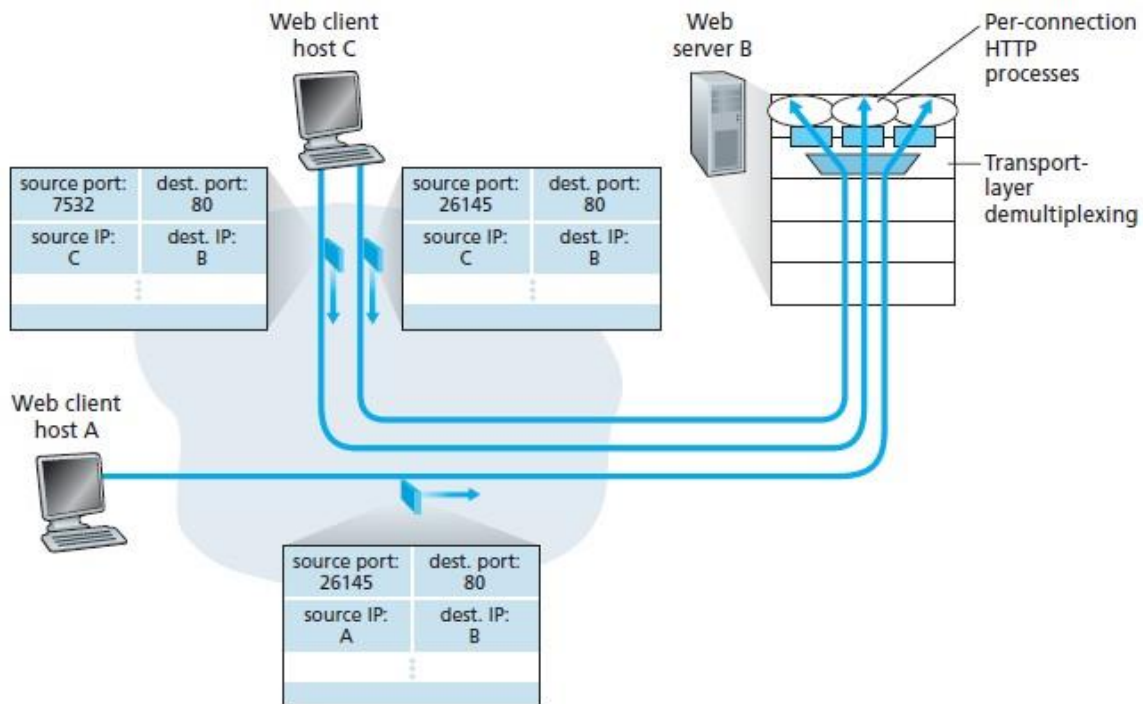 Web client
host C
Web
server B
Per-connection
HTTP
processes
Transport-
layer
demultiplexing
source port:
7532
dest. port:
80
source IP:
C
dest. IP:
B
source port:
26145
dest. port:
80
source IP:
C
dest. IP:
B
Web client
host A
source port:
26145
dest. port:
80
source IP:
A
dest. IP:
B